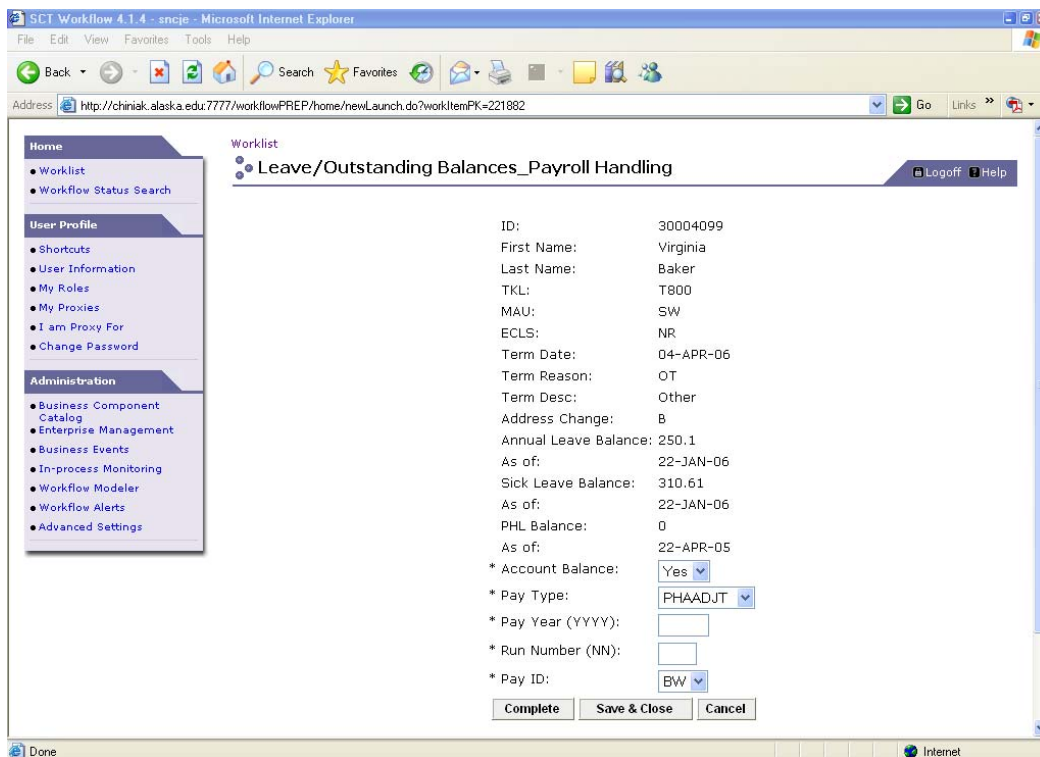 SCT Workflow 4.1.4 - sncje - Microsoft Internet Explorer
File Edit View Favorites Tools Help
Back Search Favorites
Address http://chiniak.alaska.edu:7777/workflowPREP/home/newLaunch.do?workItemPK=221882 Go Links »
Home
Worklist
Workflow Status Search
User Profile
Shortcuts
User Information
My Roles
My Proxies
I am Proxy For
Change Password
Administration
Business Component
Catalog
Enterprise Management
Business Events
In-process Monitoring
Workflow Modeler
Workflow Alerts
Advanced Settings
Worklist
Leave/Outstanding Balances_Payroll Handling
Logoff ? Help
ID: 30004099
First Name: Virginia
Last Name: Baker
TKL: T800
MAU: SW
ECLS: NR
Term Date: 04-APR-06
Term Reason: OT
Term Desc: Other
Address Change: B
Annual Leave Balance: 250.1
As of: 22-JAN-06
Sick Leave Balance: 310.61
As of: 22-JAN-06
PHL Balance: 0
As of: 22-APR-05
* Account Balance: Yes
* Pay Type: PHAADJT
* Pay Year (YYYY):
* Run Number (NN):
* Pay ID: BW
Complete Save & Close Cancel
Done Internet